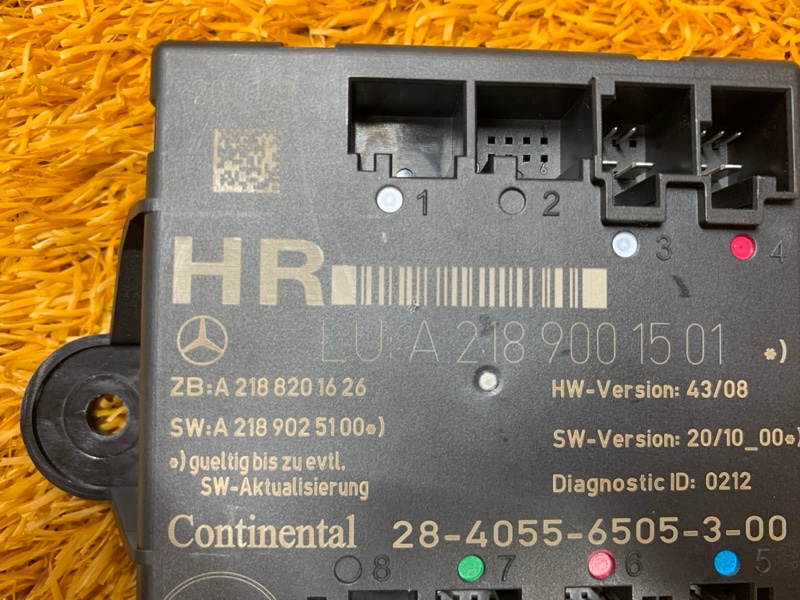 1 2
3 4
HR
LU: A 218 900 15 01 *)
ZB:A 218 820 16 26
HW-Version: 43/08
SW:A 218 902 51 00*)
SW-Version: 20/10_00*)
*) gueltig bis zu evtl.
SW-Aktualisierung
Diagnostic ID: 0212
Continental 28-4055-6505-3-00
8 7 6 5